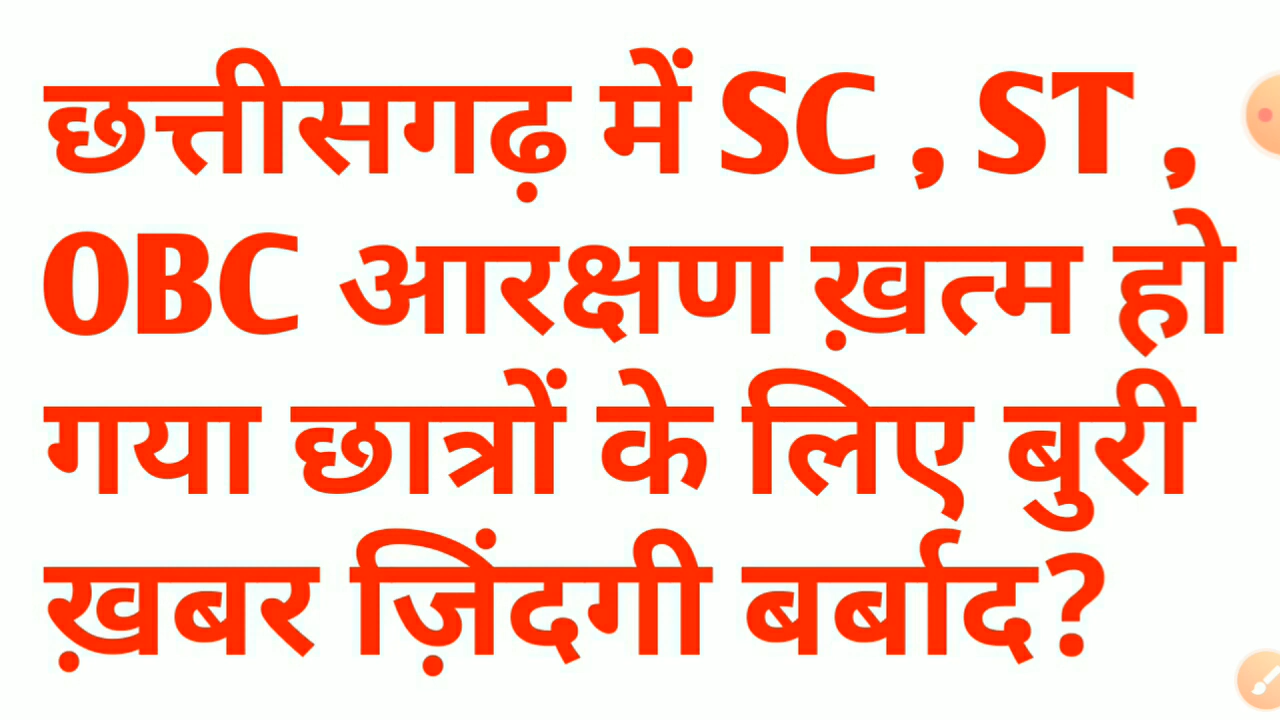 छत्तीसगढ़ में SC , ST ,
OBC आरक्षण ख़त्म हो
गया छात्रों के लिए बुरी
ख़बर ज़िंदगी बर्बाद?